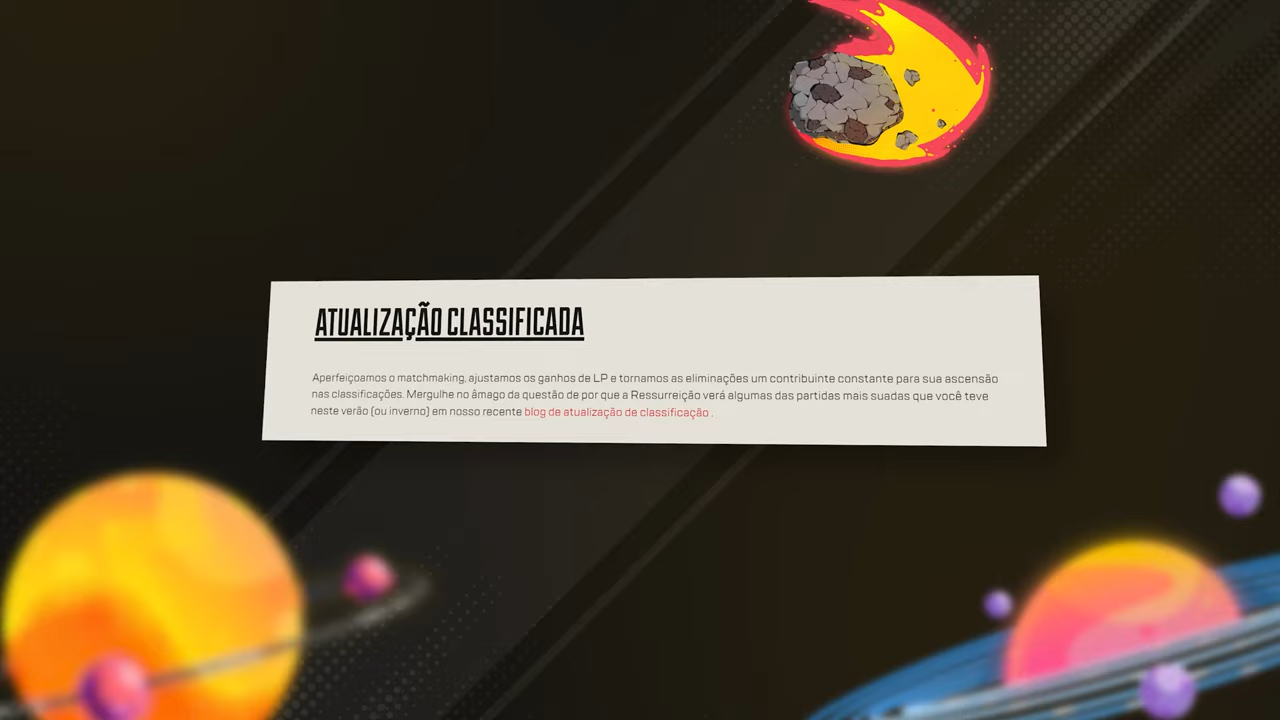 ATUALIZAÇÃO CLASSIFICADA
Aperfeiçoamos o matchmaking, ajustamos os ganhos de LP e tornamos as eliminações um contribuinte constante para sua ascensão
nas classificações. Mergulhe no âmago da questão de por que a Ressurreição verá algumas das partidas mais suadas que você teve
neste verão (ou inverno) em nosso recente blog de atualização de classificação .